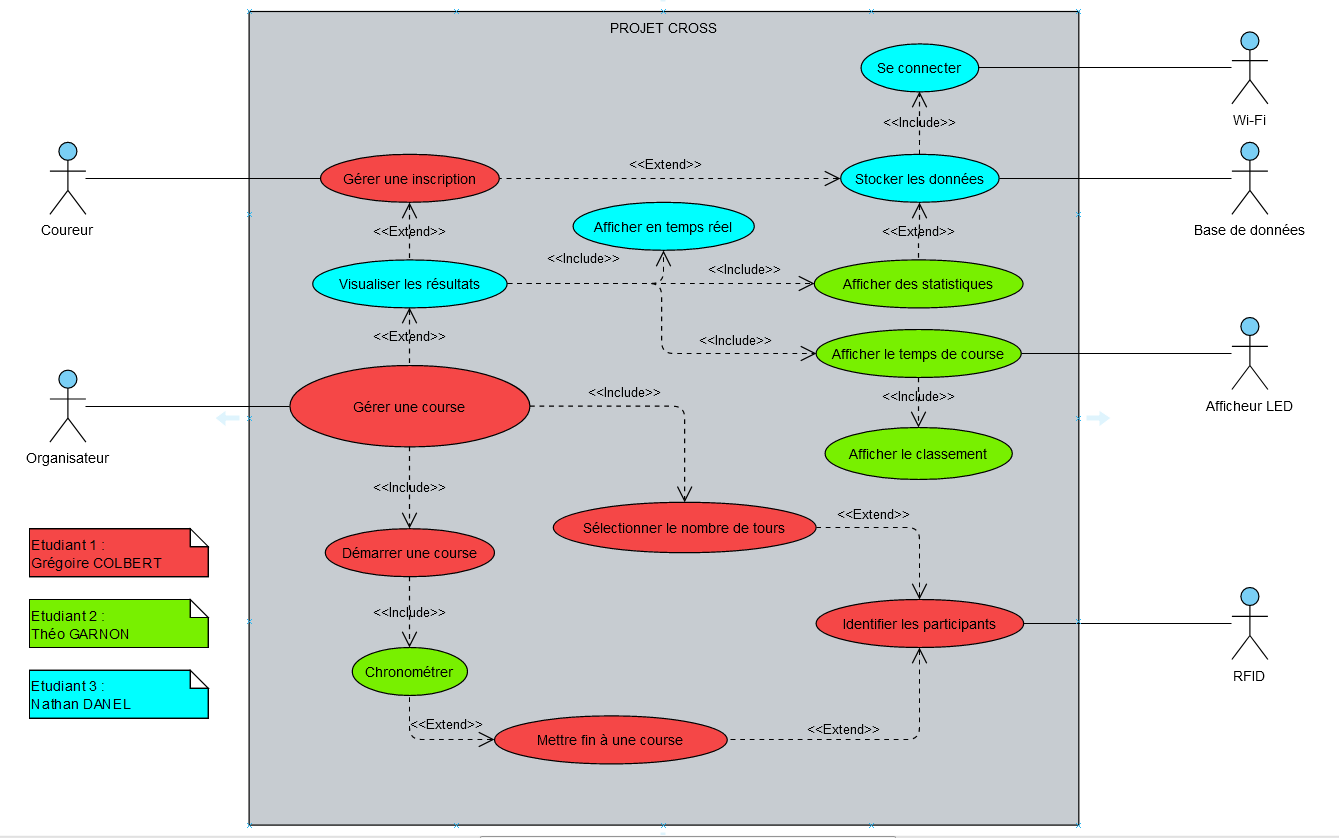 PROJET CROSS
Se connecter
<<Include>>
Wi-Fi
Gérer une inscription
<<Extend>>
Stocker les données
Coureur
Base de données
Afficher en temps réel
<<Extend>>
<<Extend>>
<<Include>>
<<Include>>
Visualiser les résultats
Afficher des statistiques
<<Extend>>
<<Include>>
Afficher le temps de course
<<Include>>
<<Include>>
Gérer une course
Afficheur LED
Organisateur
Afficher le classement
<<Include>>
<<Extend>>
Sélectionner le nombre de tours
Etudiant 1 :
Grégoire COLBERT
Démarrer une course
<<Include>>
Etudiant 2 :
Théo GARNON
Identifier les participants
Chronométrer
RFID
Etudiant 3 :
Nathan DANEL
<<Extend>>
<<Extend>>
Mettre fin à une course